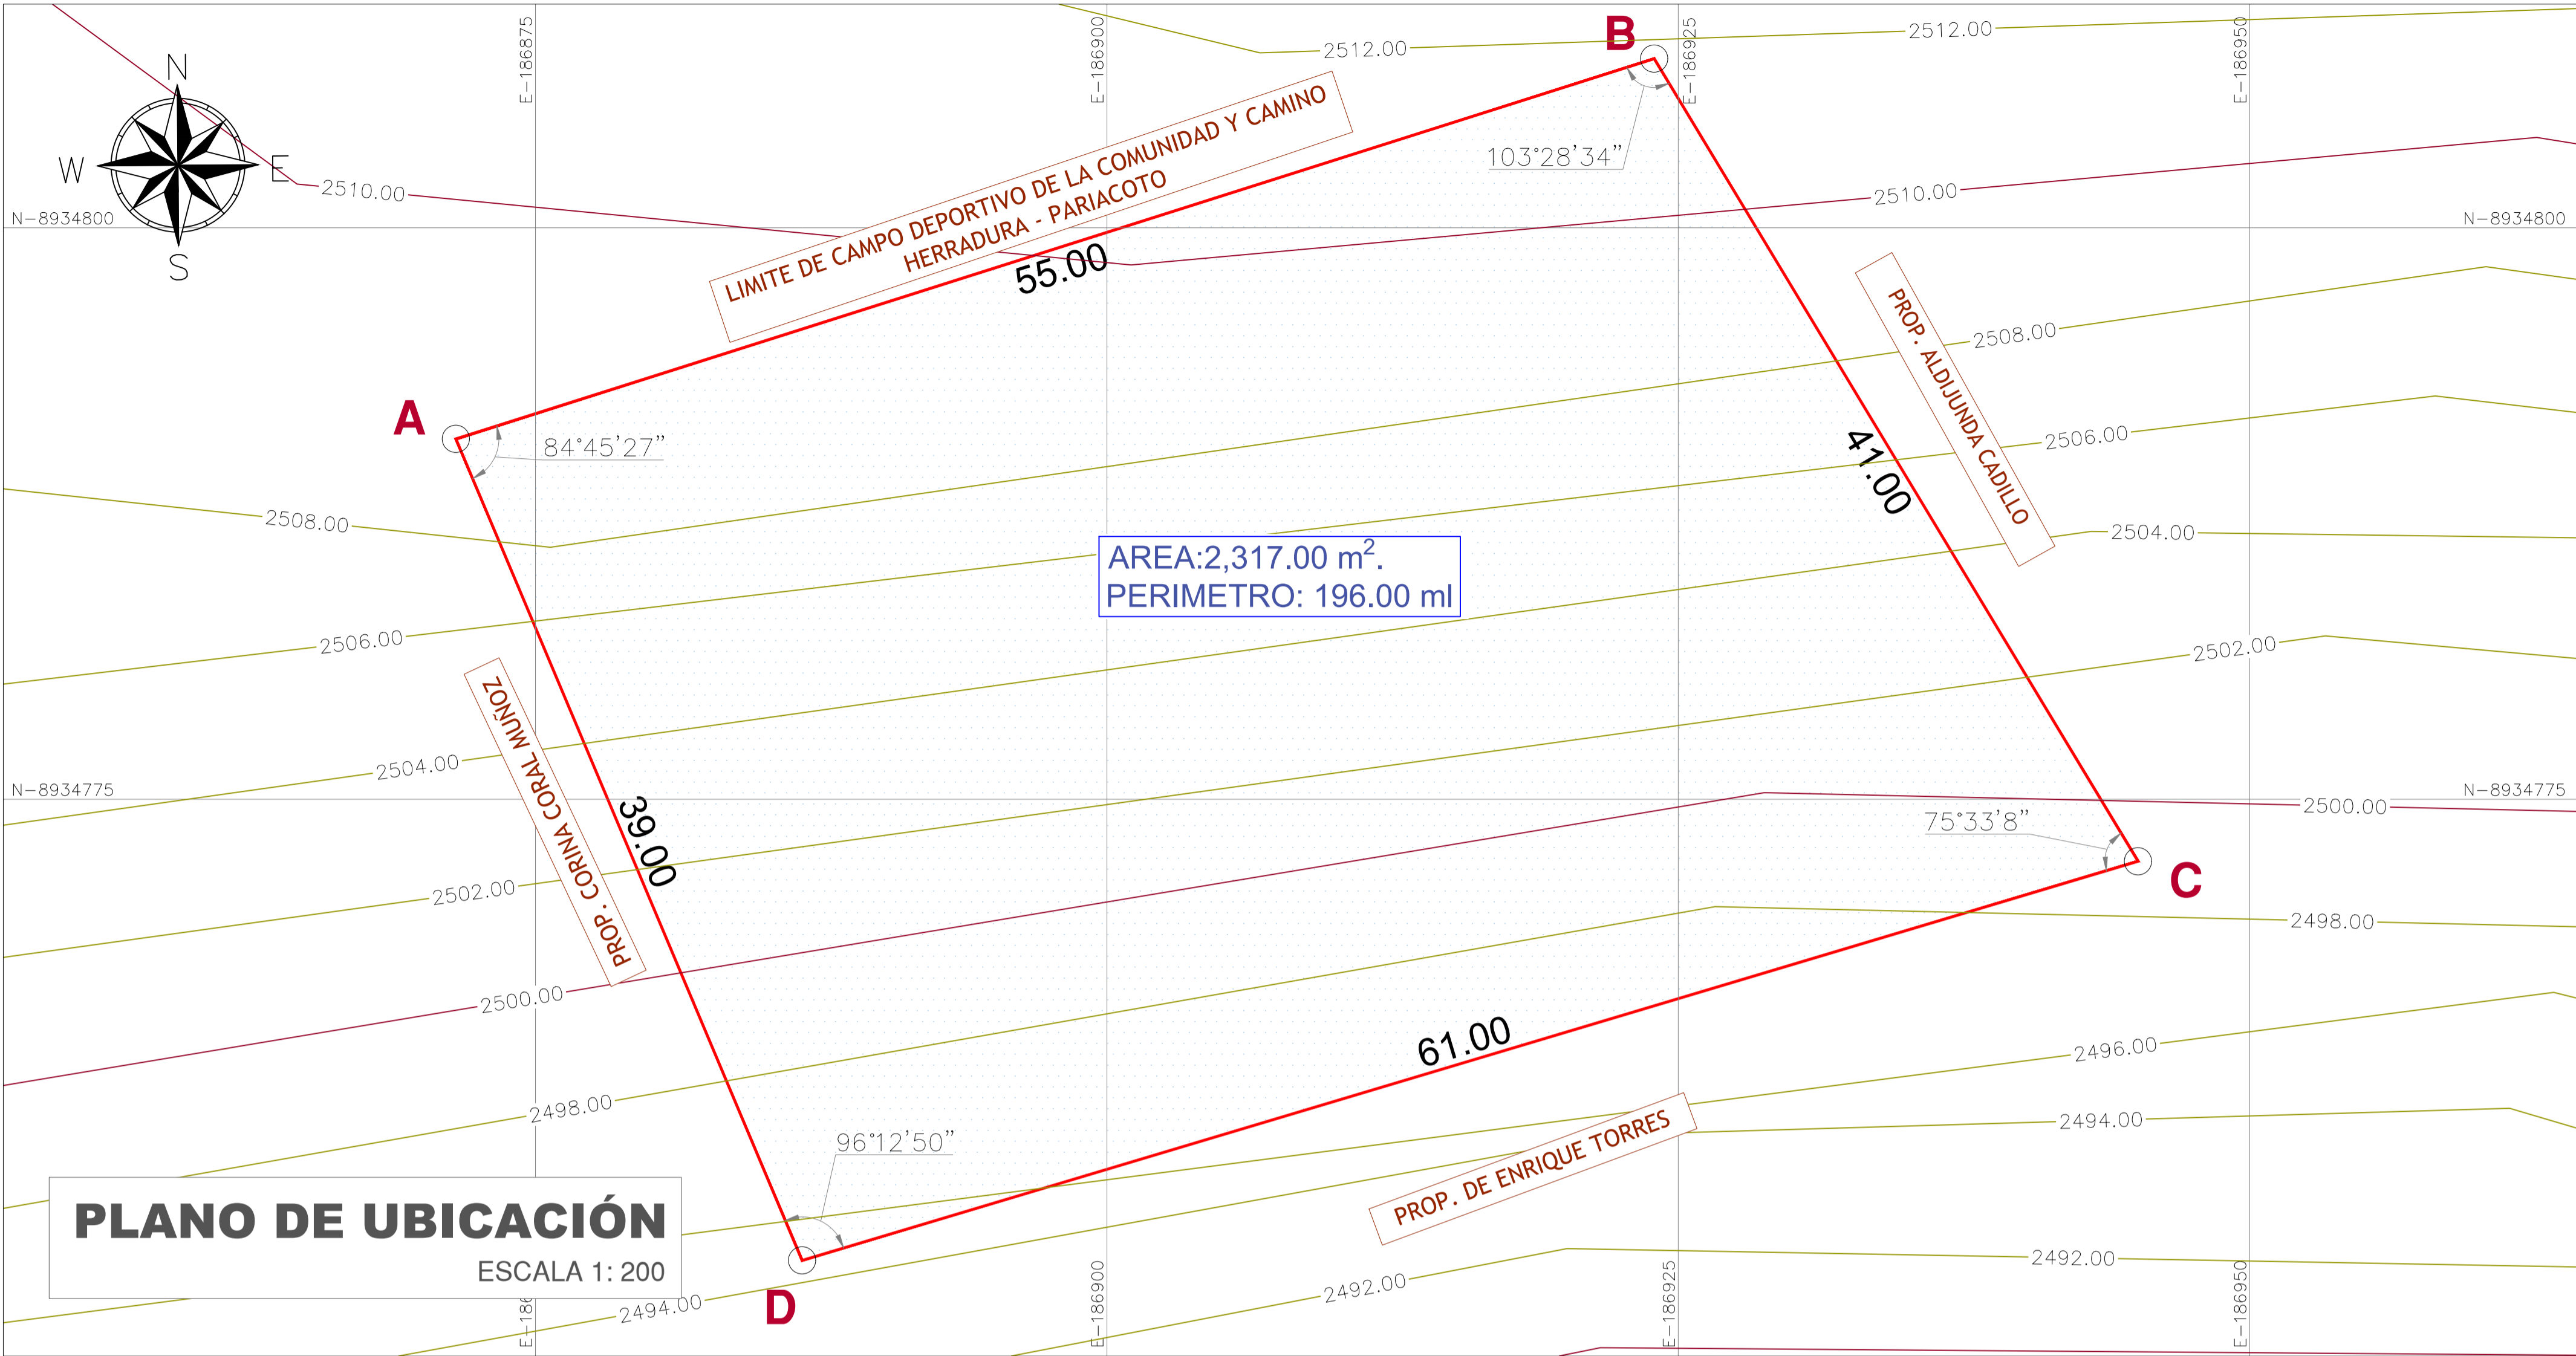 E-186875
E-186900
E-186925
E-186950
B
2512.00
2512.00
N
W
E
S
103°28'34"
LIMITE DE CAMPO DEPORTIVO DE LA COMUNIDAD Y CAMINO
HERRADURA - PARIACOTO
2510.00
2510.00
N-8934800
N-8934800
55.00
PROP. ALDIJUNDA CADILLO
2508.00
A
84°45'27"
2506.00
41.00
2508.00
2504.00
AREA:2,317.00 m².
PERIMETRO: 196.00 ml
2506.00
2502.00
PROP. CORINA CORAL MUÑOZ
2504.00
N-8934775
N-8934775
2500.00
75°33'8"
39.00
C
2502.00
2498.00
2500.00
61.00
2496.00
2498.00
2494.00
96°12'50"
PROP. DE ENRIQUE TORRES
PLANO DE UBICACIÓN
ESCALA 1: 200
2492.00
2492.00
2494.00
D
E-186
E-186900
E-186925
E-186950